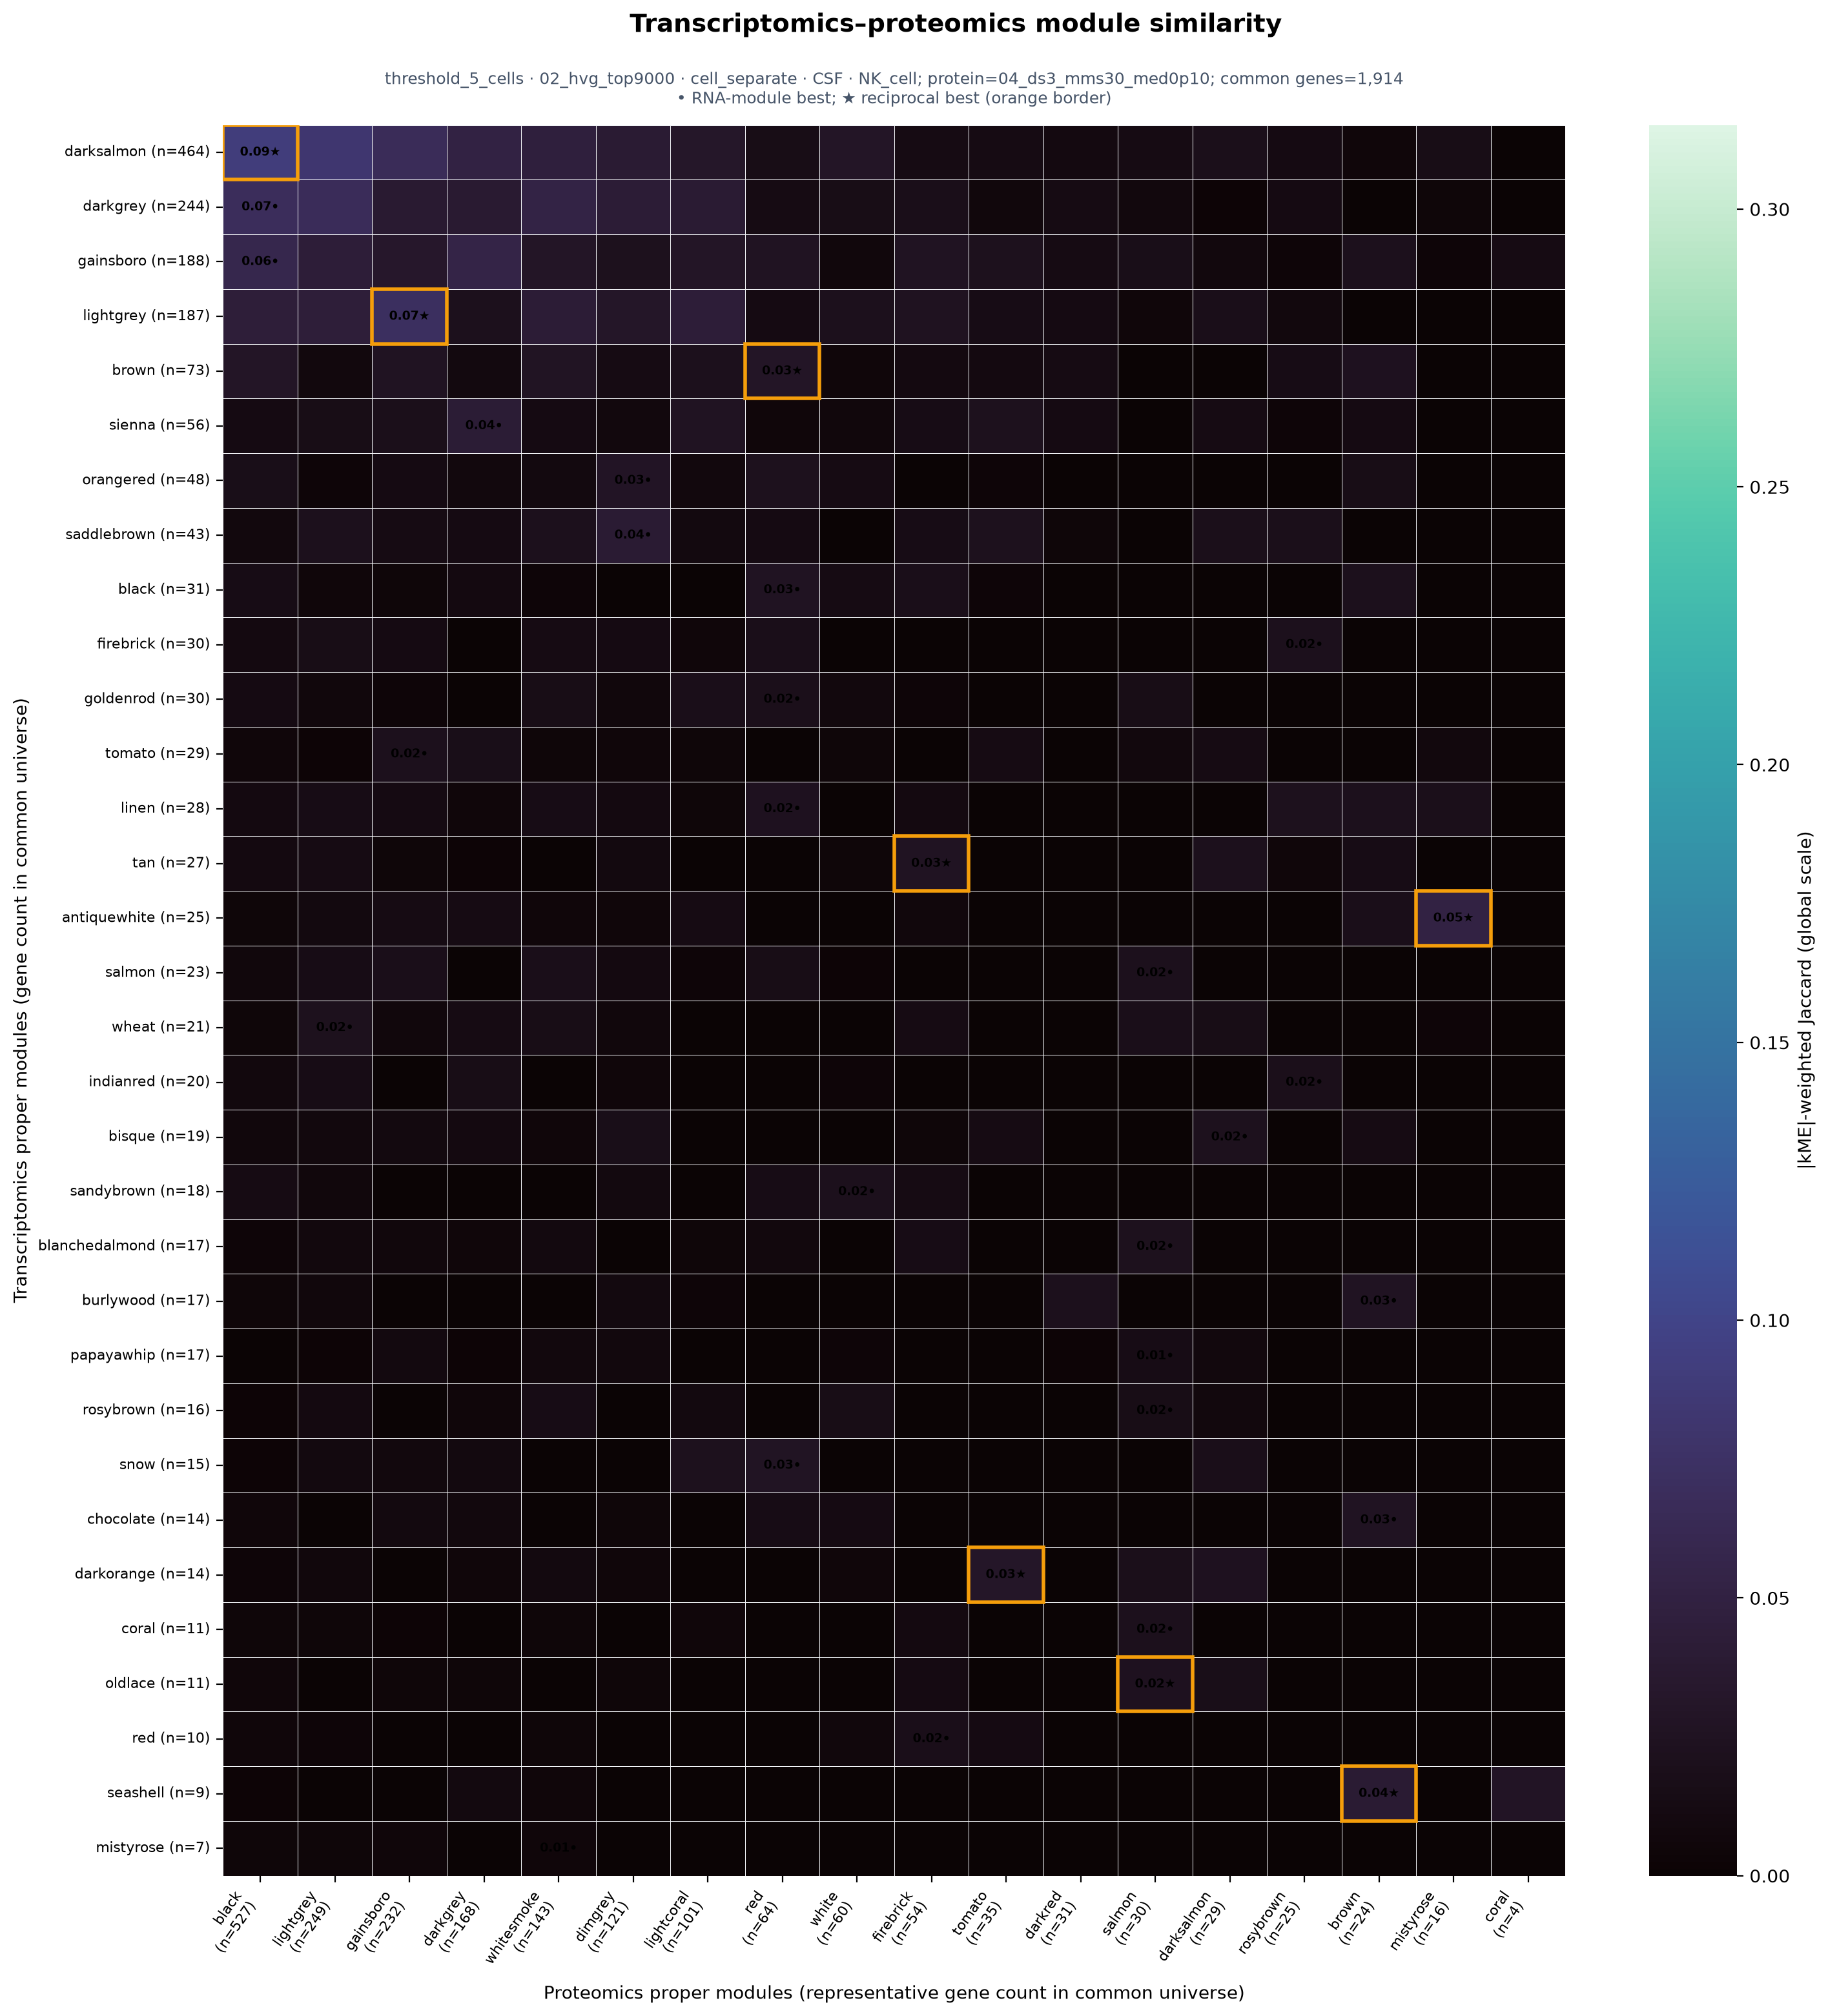 Transcriptomics–proteomics module similarity
threshold_5_cells · 02_hvg_top9000 · cell_separate · CSF · NK_cell; protein=04_ds3_mms30_med0p10; common genes=1,914
• RNA-module best; ★ reciprocal best (orange border)
Transcriptomics proper modules (gene count in common universe)
darksalmon (n=464)
0.09★
darkgrey (n=244)
0.07•
gainsboro (n=188)
0.06•
lightgrey (n=187)
0.07★
brown (n=73)
0.03★
sienna (n=56)
0.04•
orangered (n=48)
0.03•
saddlebrown (n=43)
0.04•
black (n=31)
0.03•
firebrick (n=30)
0.02•
goldenrod (n=30)
0.02•
tomato (n=29)
0.02•
linen (n=28)
0.02•
tan (n=27)
0.03★
antiquewhite (n=25)
0.05★
salmon (n=23)
0.02•
wheat (n=21)
0.02•
indianred (n=20)
0.02•
bisque (n=19)
0.02•
sandybrown (n=18)
0.02•
blanchedalmond (n=17)
0.02•
burlywood (n=17)
0.03•
papayawhip (n=17)
0.01•
rosybrown (n=16)
0.02•
snow (n=15)
0.03•
chocolate (n=14)
0.03•
darkorange (n=14)
0.03★
coral (n=11)
0.02•
oldlace (n=11)
0.02★
red (n=10)
0.02•
seashell (n=9)
0.04★
mistyrose (n=7)
0.01•
black
(n=527)
lightgrey
(n=249)
gainsboro
(n=232)
darkgrey
(n=168)
whitesmoke
(n=143)
dimgrey
(n=121)
lightcoral
(n=101)
red
(n=64)
white
(n=60)
firebrick
(n=54)
tomato
(n=35)
darkred
(n=31)
salmon
(n=30)
darksalmon
(n=29)
rosybrown
(n=25)
brown
(n=24)
mistyrose
(n=16)
coral
(n=4)
Proteomics proper modules (representative gene count in common universe)
0.30
0.25
0.20
0.15
0.10
0.05
0.00
|kME|-weighted Jaccard (global scale)